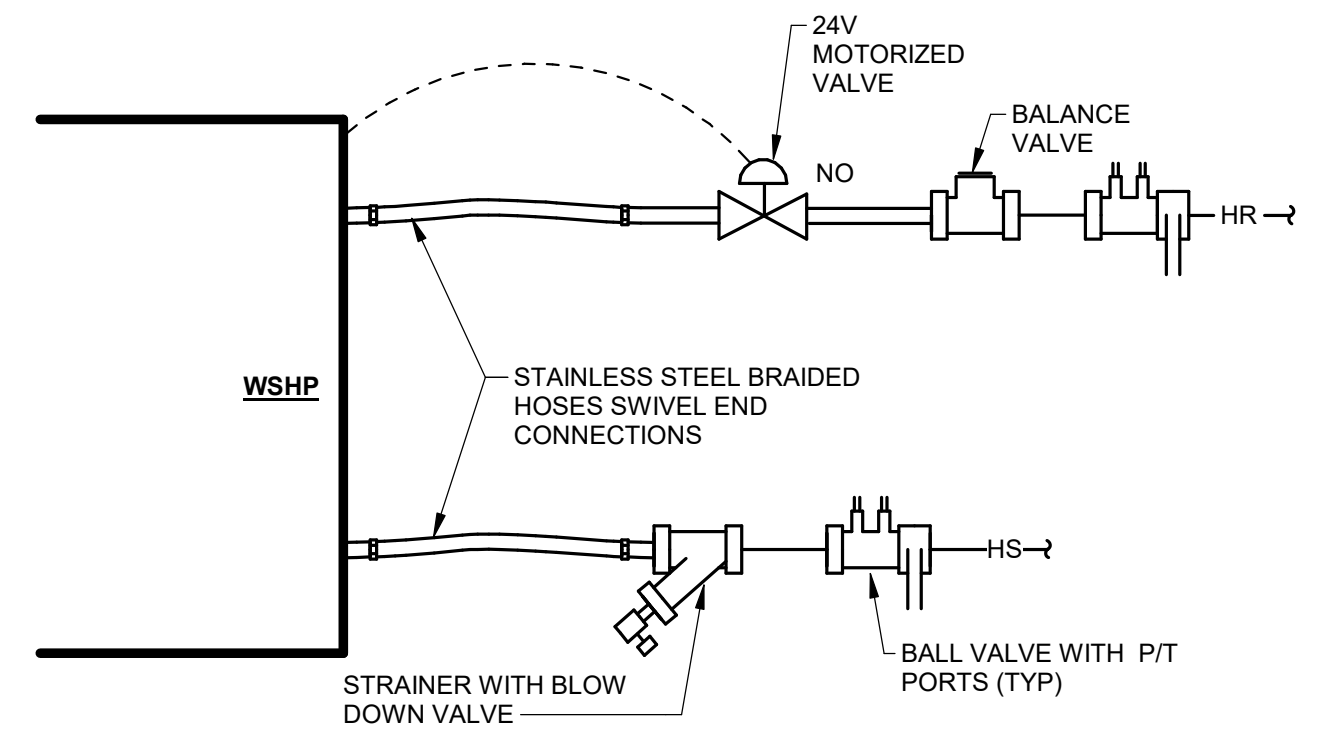 24V
MOTORIZED
VALVE
BALANCE
VALVE
NO
HR
WSHP
STAINLESS STEEL BRAIDED
HOSES SWIVEL END
CONNECTIONS
HS
BALL VALVE WITH P/T
PORTS (TYP)
STRAINER WITH BLOW
DOWN VALVE